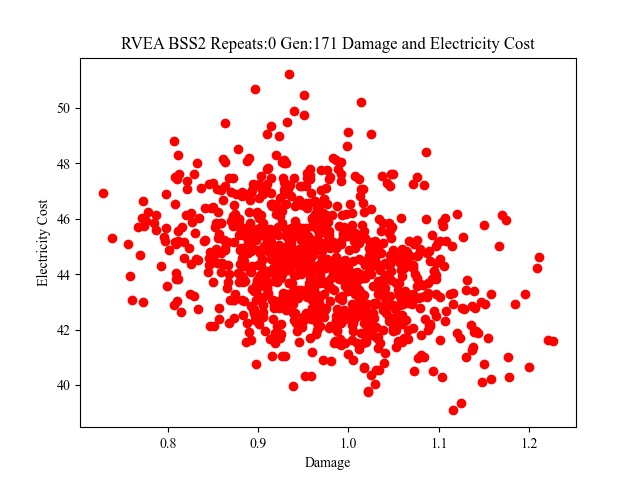 RVEA BSS2 Repeats:0 Gen:171 Damage and Electricity Cost
50
48
46
44
42
40
Electricity Cost
0.8 0.9 1.0 1.1 1.2
Damage